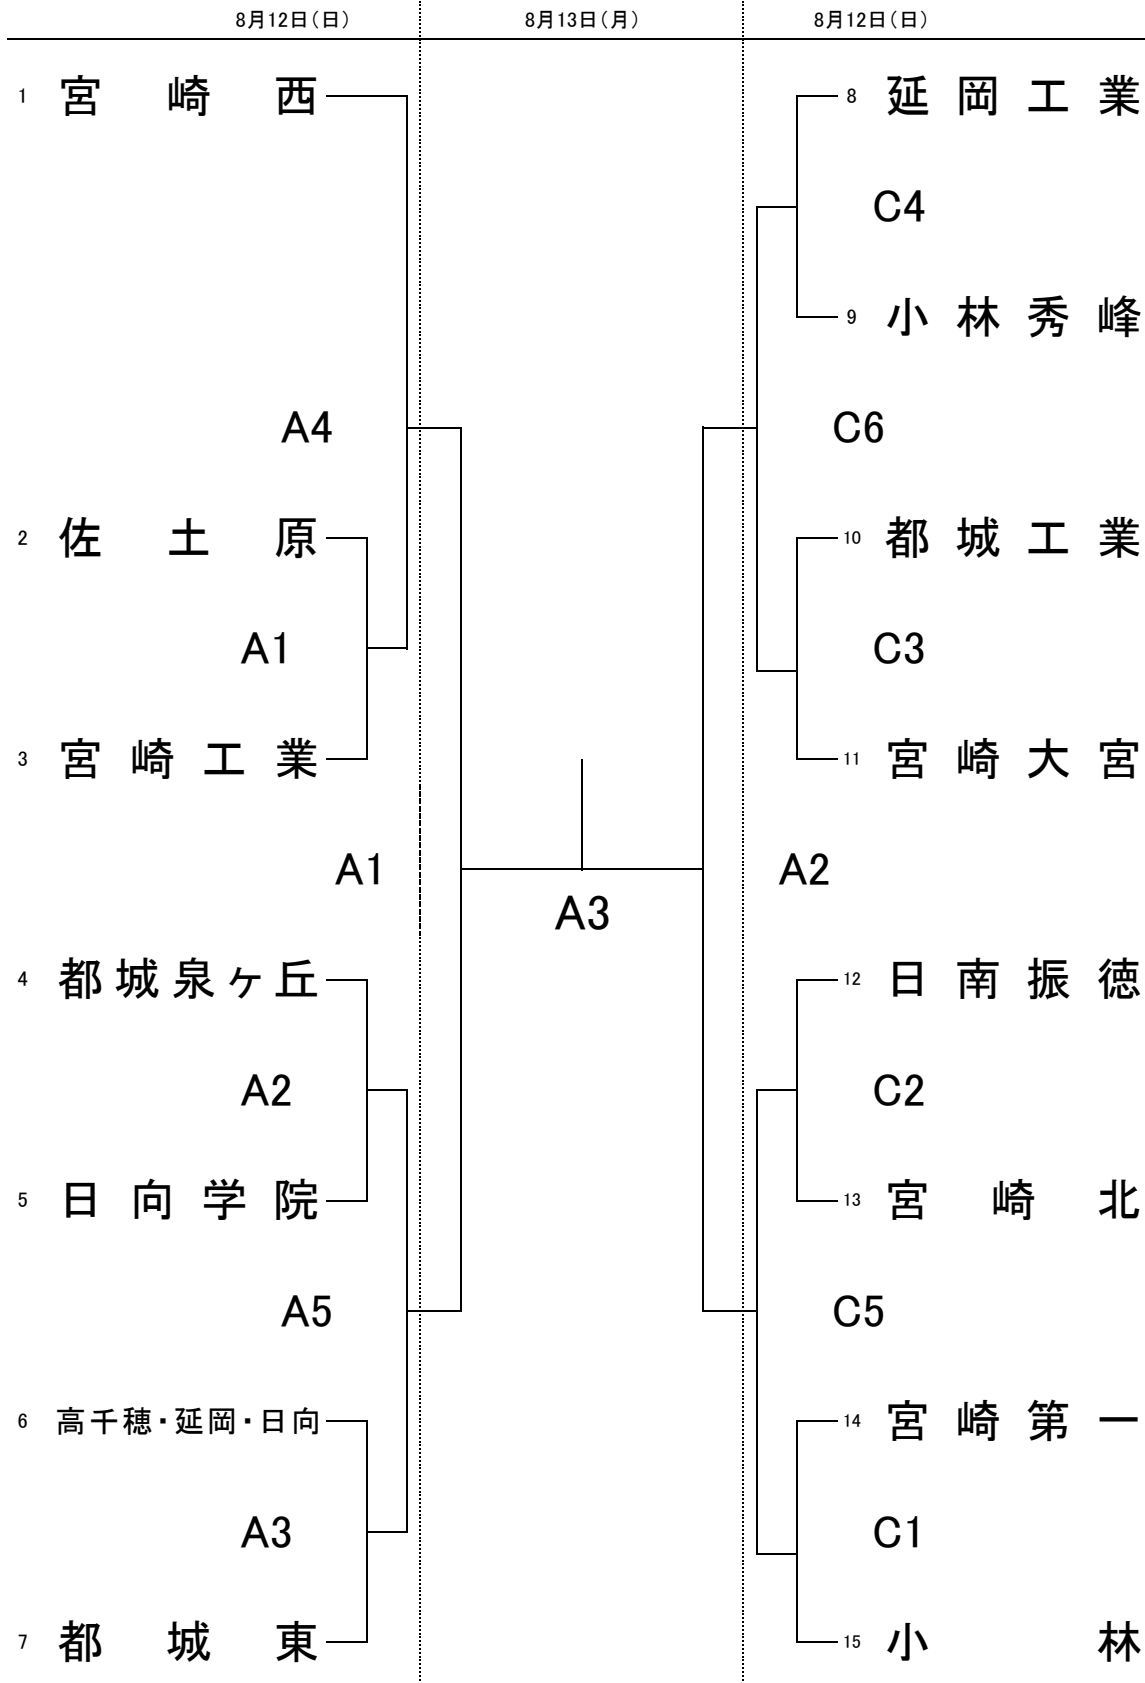 8月12日(日) 8月13日(月) 8月12日(日)
1 宮崎西 8 延岡工業
C4
9 小林秀峰
A4 C6
2 佐土原 10 都城工業
A1 C3
3 宮崎工業 11 宮崎大宮
A1 A2
A3
4 都城泉ヶ丘 12 日南振徳
A2 C2
5 日向学院 13 宮崎北
A5 C5
6 高千穂・延岡・日向 14 宮崎第一
A3 C1
7 都城東 15 小林